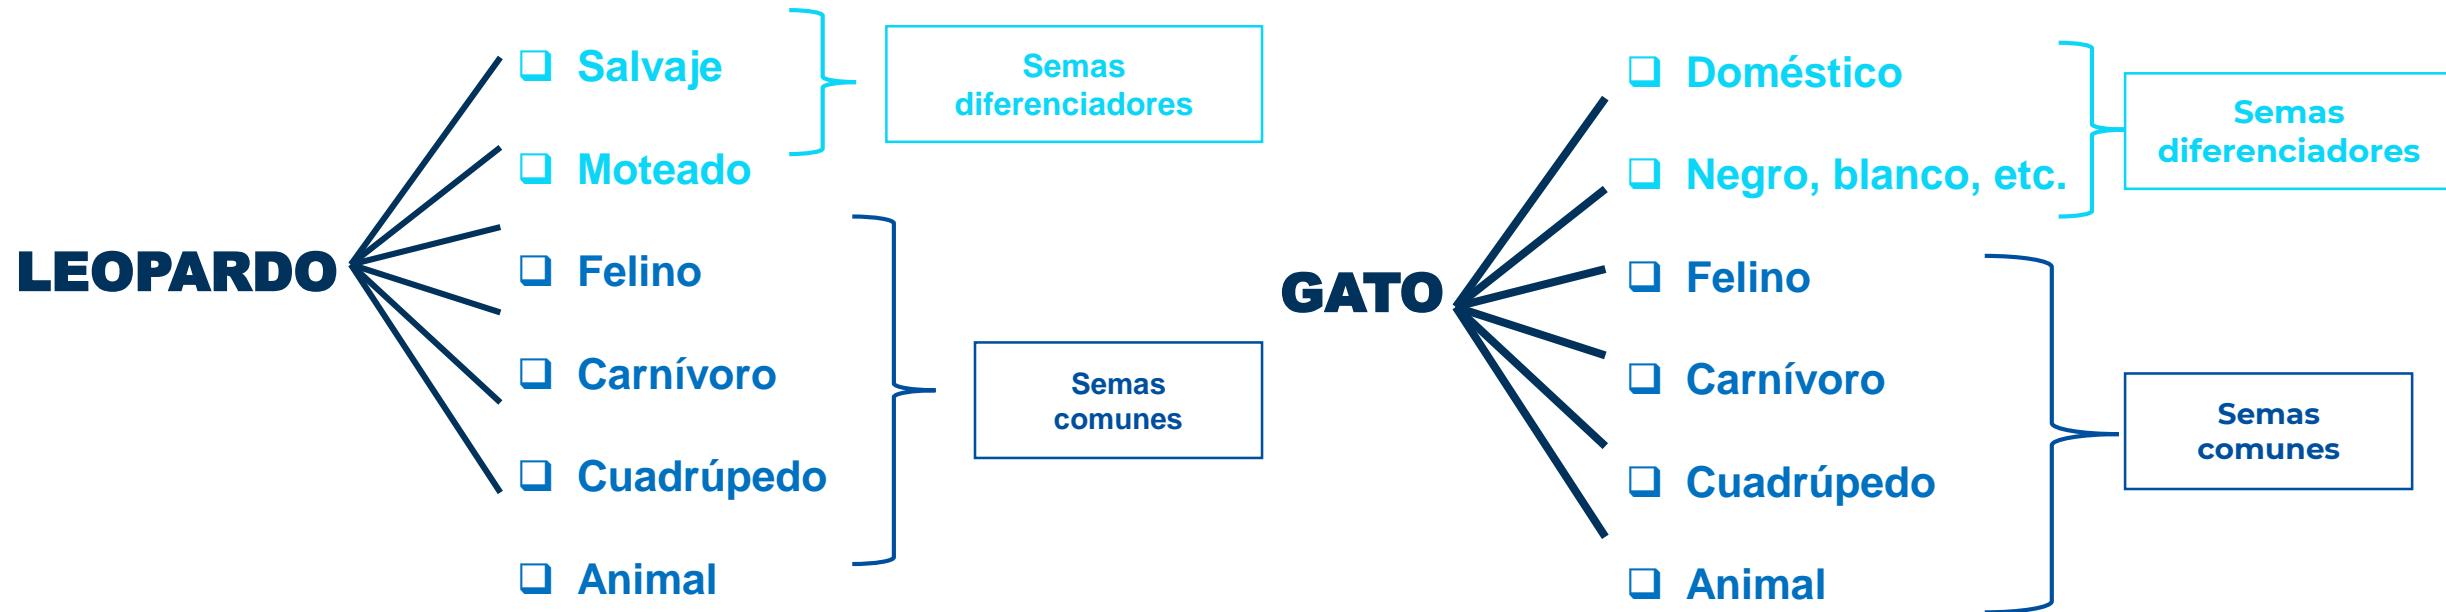 LEOPARDO
❑ Salvaje
❑ Moteado
❑ Felino
❑ Carnívoro
❑ Cuadrúpedo
❑ Animal
Semas
diferenciadores
Semas
comunes
GATO
❑ Doméstico
❑ Negro, blanco, etc.
❑ Felino
❑ Carnívoro
❑ Cuadrúpedo
❑ Animal
Semas
diferenciadores
Semas
comunes